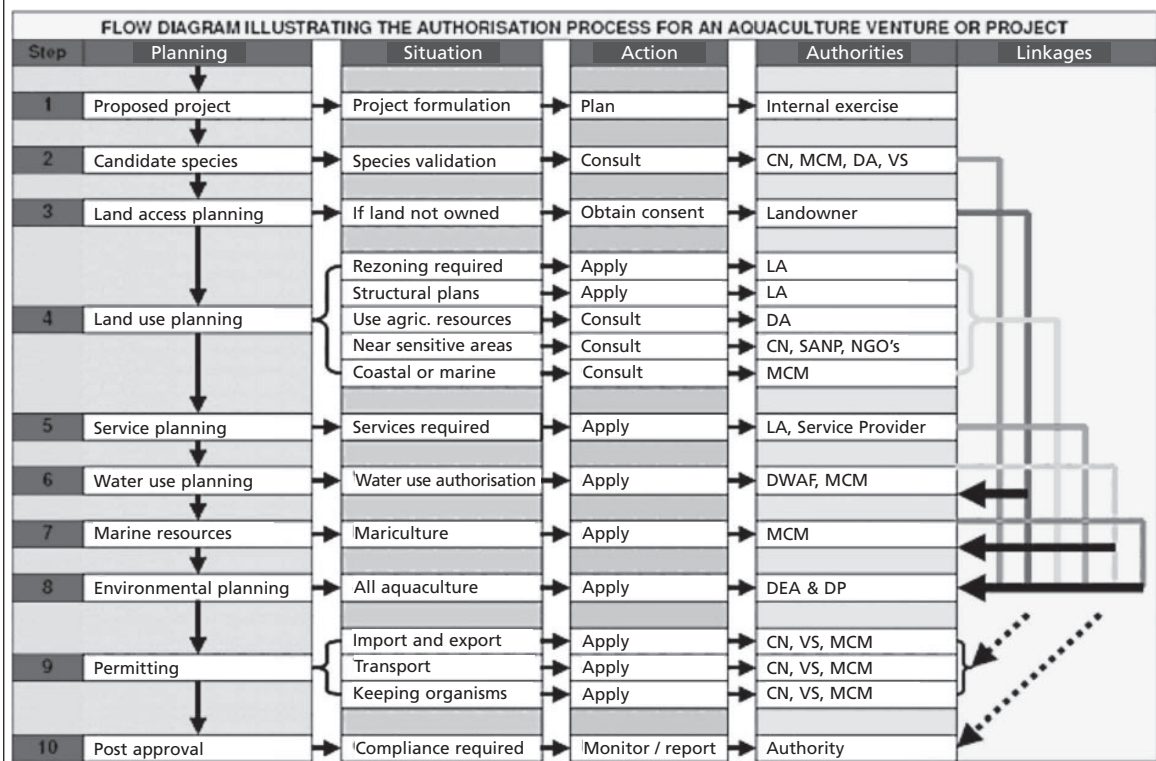 FLOW DIAGRAM ILLUSTRATING THE AUTHORISATION PROCESS FOR AN AQUACULTURE VENTURE OR PROJECT
Step Planning Situation Action Authorities Linkages
1 Proposed project Project formulation Plan Internal exercise
2 Candidate species Species validation Consult CN, MCM, DA, VS
3 Land access planning If land not owned Obtain consent Landowner
Rezoning required Apply LA
Structural plans Apply LA
4 Land use planning Use agric. resources Consult DA
Near sensitive areas Consult CN, SANP, NGO's
Coastal or marine Consult MCM
5 Service planning Services required Apply LA, Service Provider
6 Water use planning Water use authorisation Apply DWAF, MCM
7 Marine resources Mariculture Apply MCM
8 Environmental planning All aquaculture Apply DEA & DP
Import and export Apply CN, VS, MCM
9 Permitting Transport Apply CN, VS, MCM
Keeping organisms Apply CN, VS, MCM
10 Post approval Compliance required Monitor / report Authority